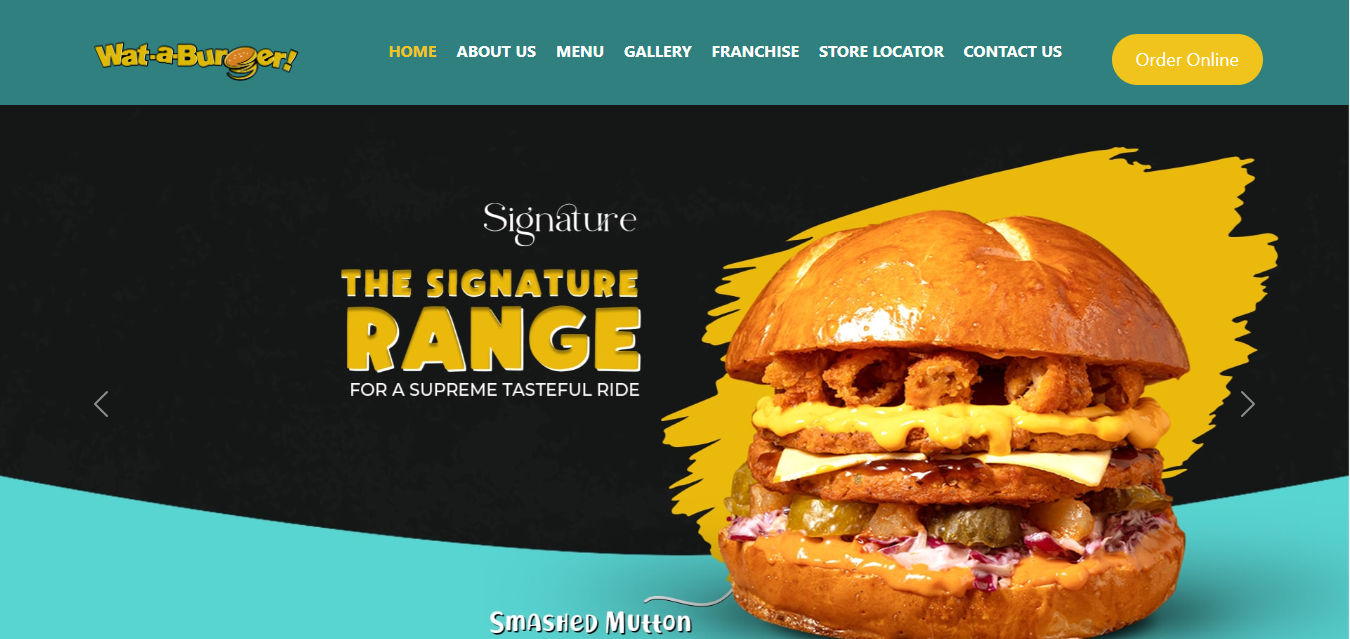 Wat-a-Burger!
HOME ABOUT US MENU GALLERY FRANCHISE STORE LOCATOR CONTACT US
Order Online
Signature
THE SIGNATURE
RANGE
FOR A SUPREME TASTEFUL RIDE
Smashed Mutton